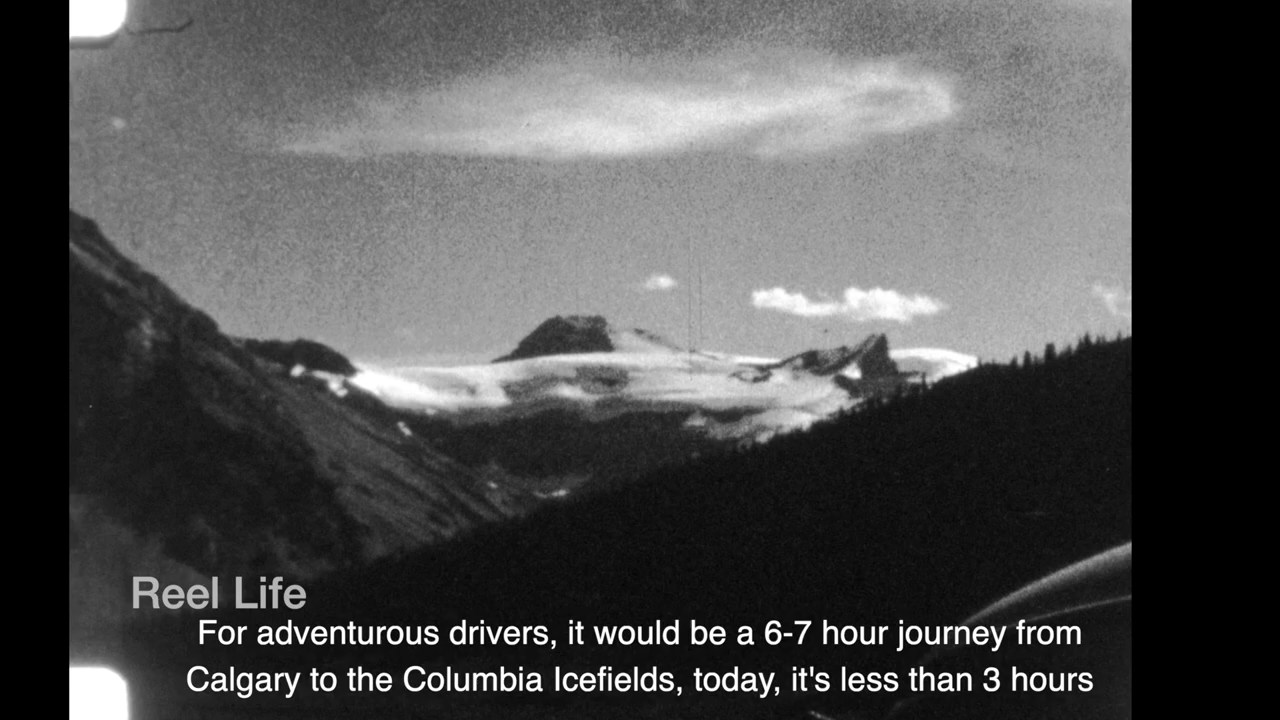 Reel Life
For adventurous drivers, it would be a 6-7 hour journey from
Calgary to the Columbia Icefields, today, it's less than 3 hours